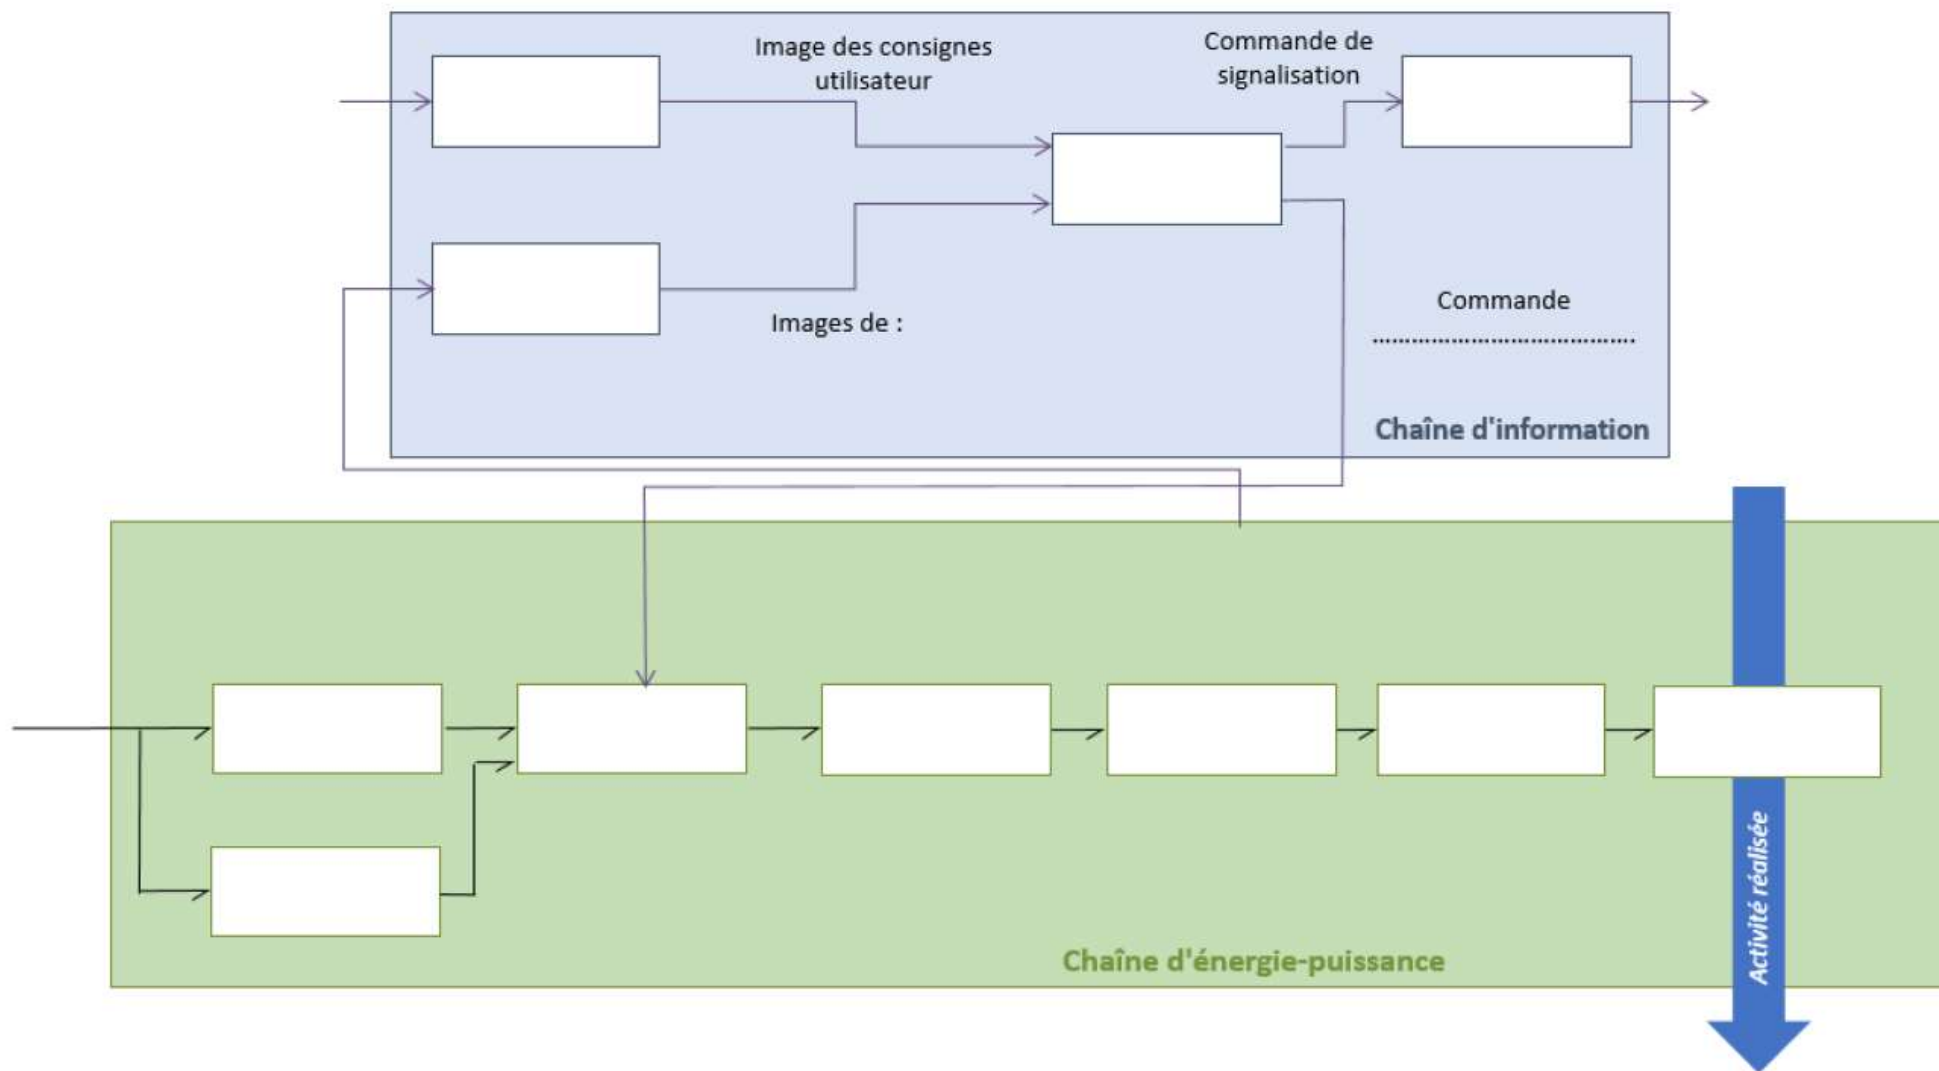 Image des consignes
utilisateur
Commande de
signalisation
Images de :
Commande
................................................
Chaîne d'information
Chaîne d'énergie-puissance
Activité réalisée